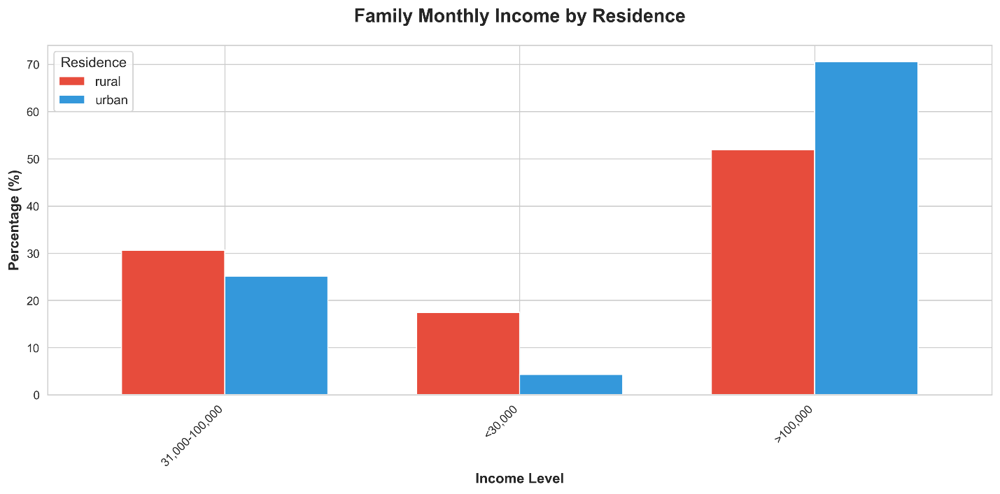 Family Monthly Income by Residence
Residence
rural
urban
70
60
50
40
30
20
10
0
Percentage (%)
31,000-100,000
<30,000
>100,000
Income Level